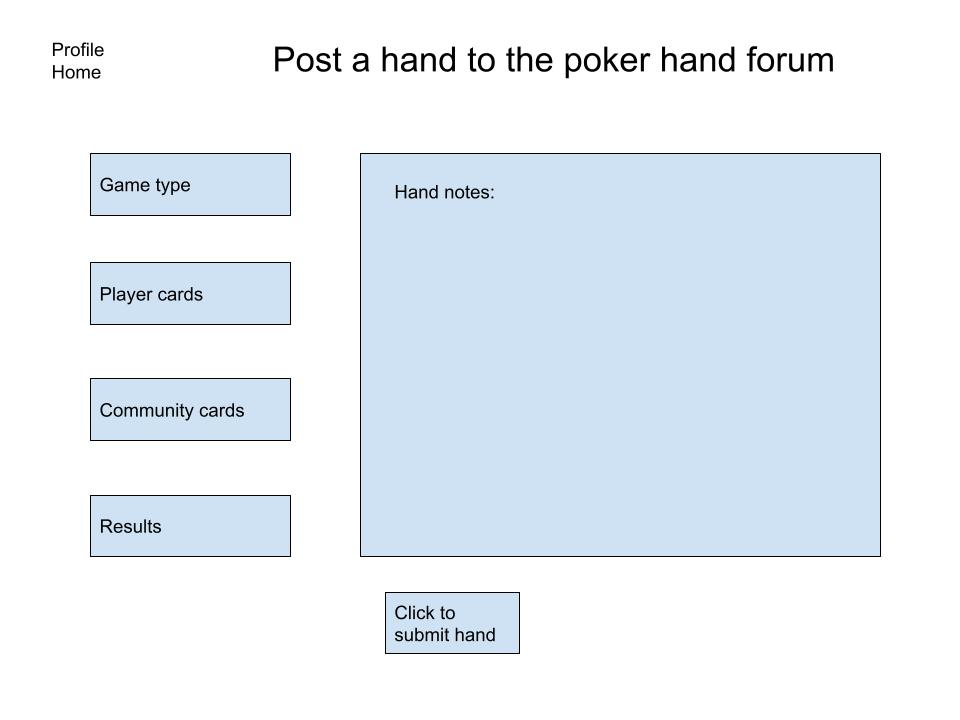 Profile
Home
Post a hand to the poker hand forum
Game type
Hand notes:
Player cards
Community cards
Results
Click to
submit hand